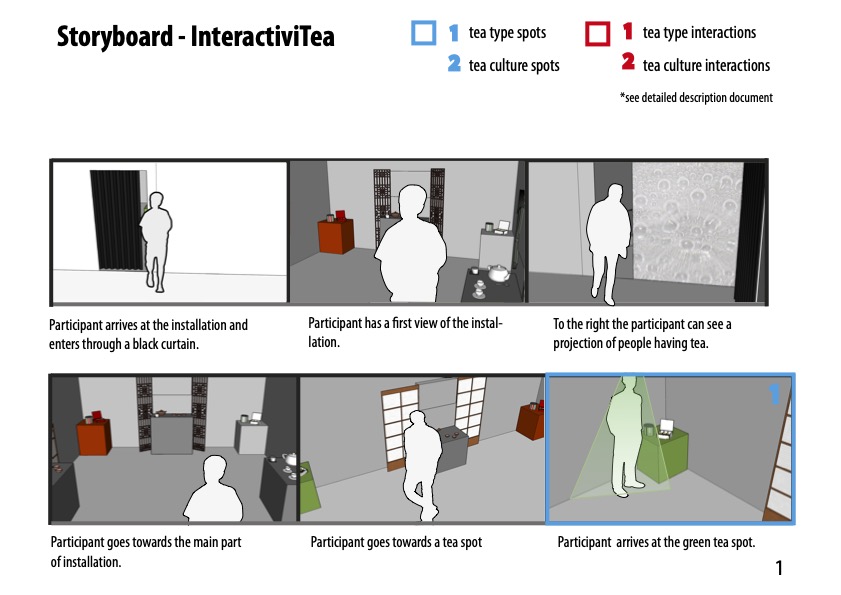 Storyboard - InteractiviTea
1 tea type spots
2 tea culture spots
1 tea type interactions
2 tea culture interactions
*see detailed description document
Participant arrives at the installation and
enters through a black curtain.
Participant has a first view of the instal-
lation.
To the right the participant can see a
projection of people having tea.
1
Participant goes towards the main part
of installation.
Participant goes towards a tea spot
Participant arrives at the green tea spot.
1